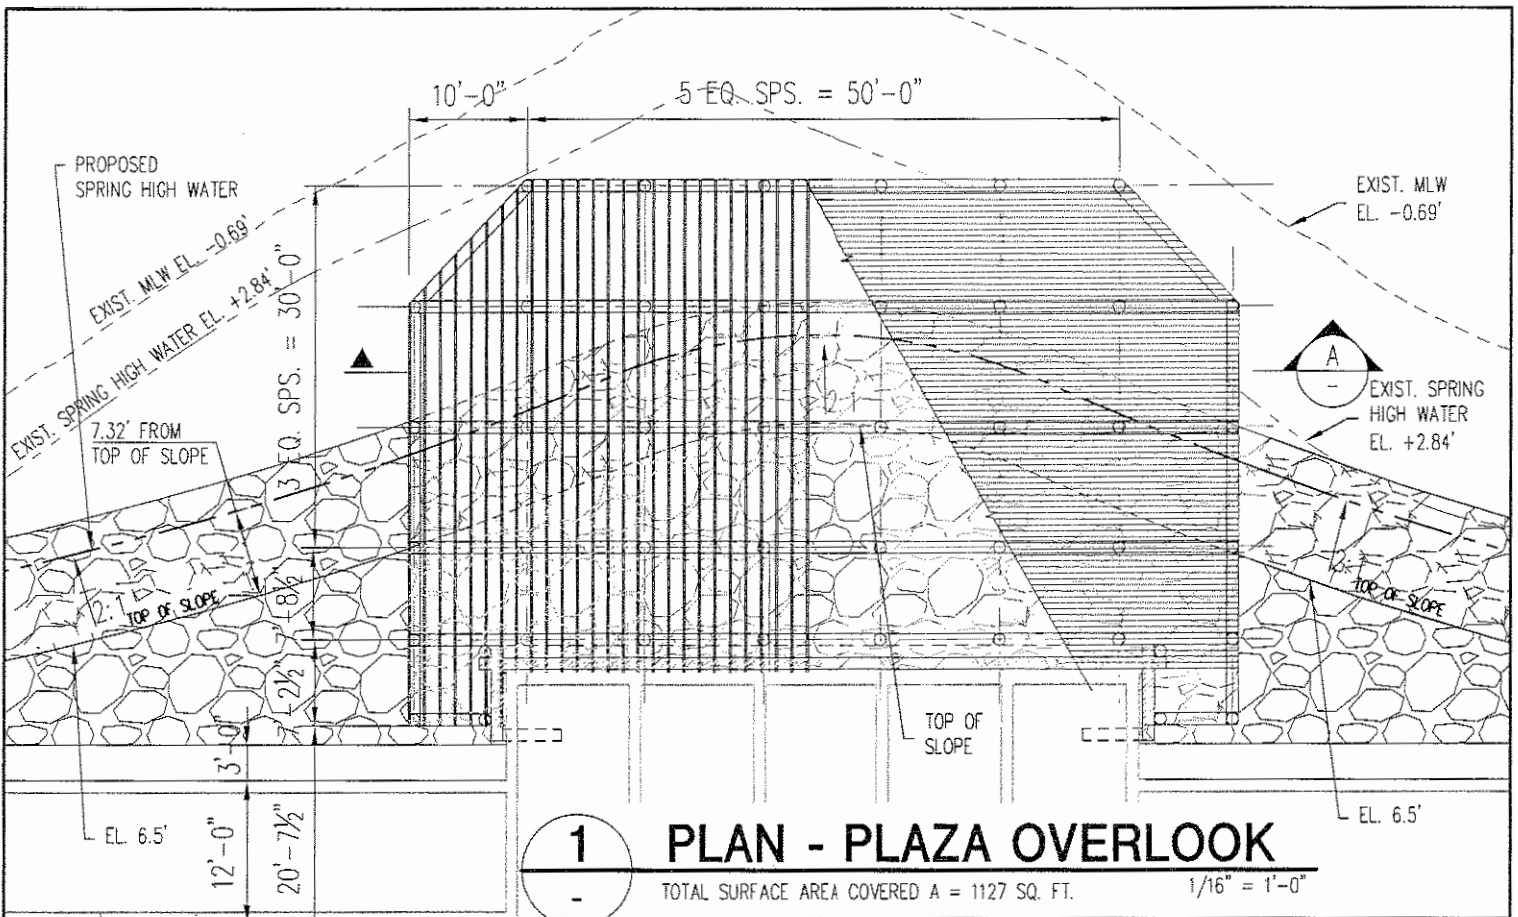 10'-0"
5 EQ. SPS. = 50'-0"
PROPOSED
SPRING HIGH WATER
EXIST. MLW
EL. -0.69'
EXIST. MLW EL. -0.69'
EXIST. SPRING HIGH WATER EL. +2.84'
3 EQ. SPS. = 30'-0"
A
-
EXIST. SPRING
HIGH WATER
EL. +2.84'
7.32' FROM
TOP OF SLOPE
2:1
2:1
TOP OF SLOPE
2:1
TOP OF SLOPE
7'-8½"
7'-2½"
TOP OF
SLOPE
3'-0"
EL. 6.5'
EL. 6.5'
12'-0"
20'-7½"
1
-
PLAN - PLAZA OVERLOOK
TOTAL SURFACE AREA COVERED A = 1127 SQ. FT.
1/16" = 1'-0"